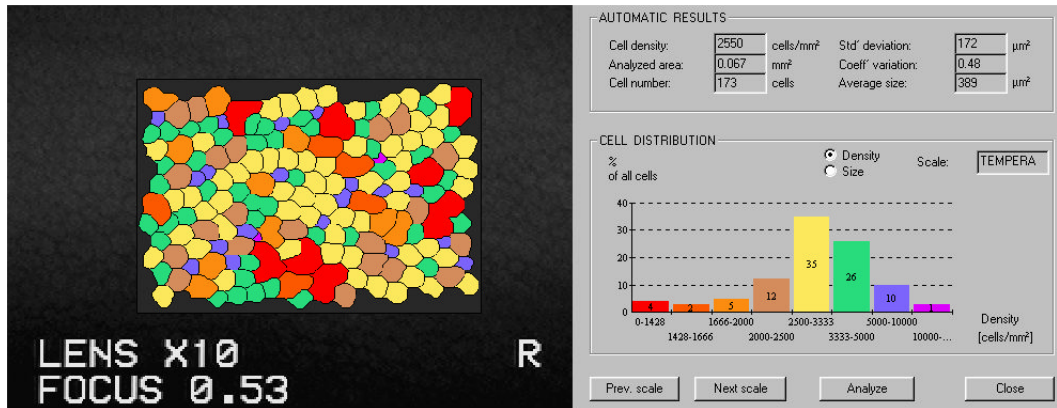 LENS X10 R
FOCUS 0.53
AUTOMATIC RESULTS
Cell density: 2550 cells/mm² Std' deviation: 172 µm²
Analyzed area: 0.067 mm² Coeff' variation: 0.48
Cell number: 173 cells Average size: 389 µm²
CELL DISTRIBUTION
%
of all cells
Density
Size
Scale: TEMPERA
40
30
20
10
0
4 2 5 12 35 26 10 1
0-1428 1666-2000 2500-3333 5000-10000
1428-1666 2000-2500 3333-5000 10000-...
Density
[cells/mm²]
Prev. scale Next scale Analyze Close